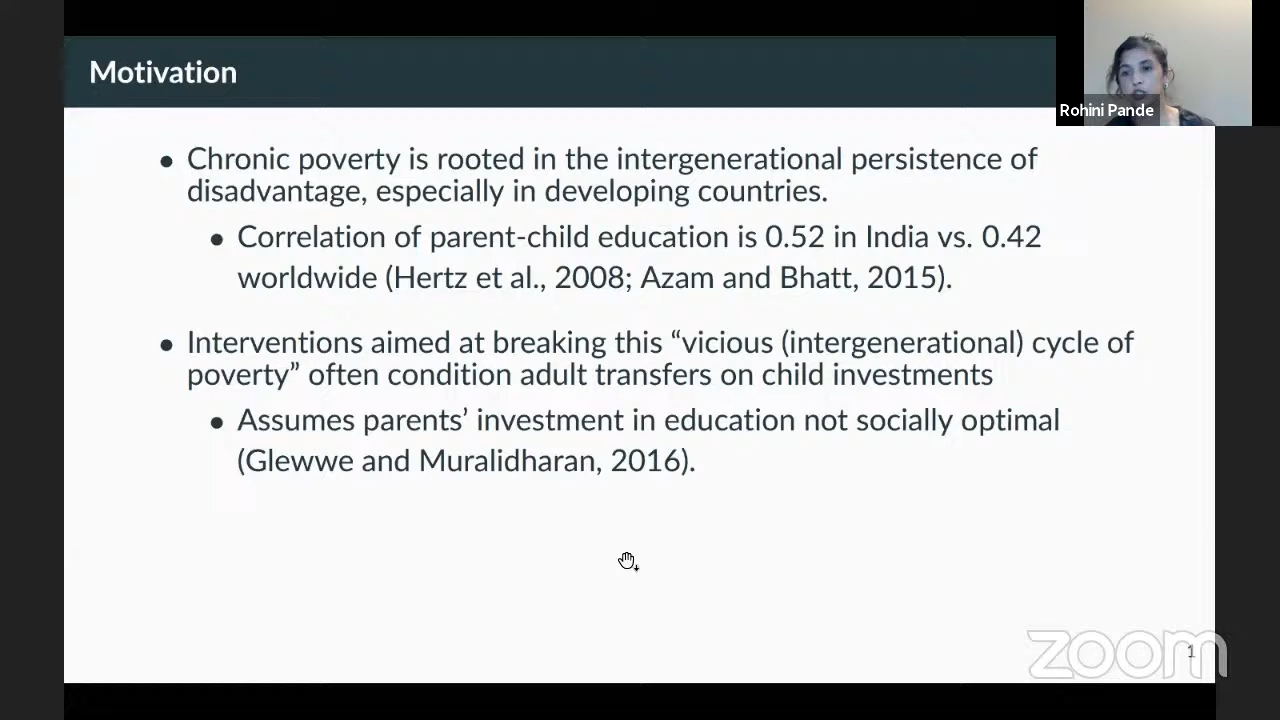 Motivation
Rohini Pande
• Chronic poverty is rooted in the intergenerational persistence of
disadvantage, especially in developing countries.
• Correlation of parent-child education is 0.52 in India vs. 0.42
worldwide (Hertz et al., 2008; Azam and Bhatt, 2015).
• Interventions aimed at breaking this “vicious (intergenerational) cycle of
poverty” often condition adult transfers on child investments
• Assumes parents’ investment in education not socially optimal
(Glewwe and Muralidharan, 2016).
zoom
1